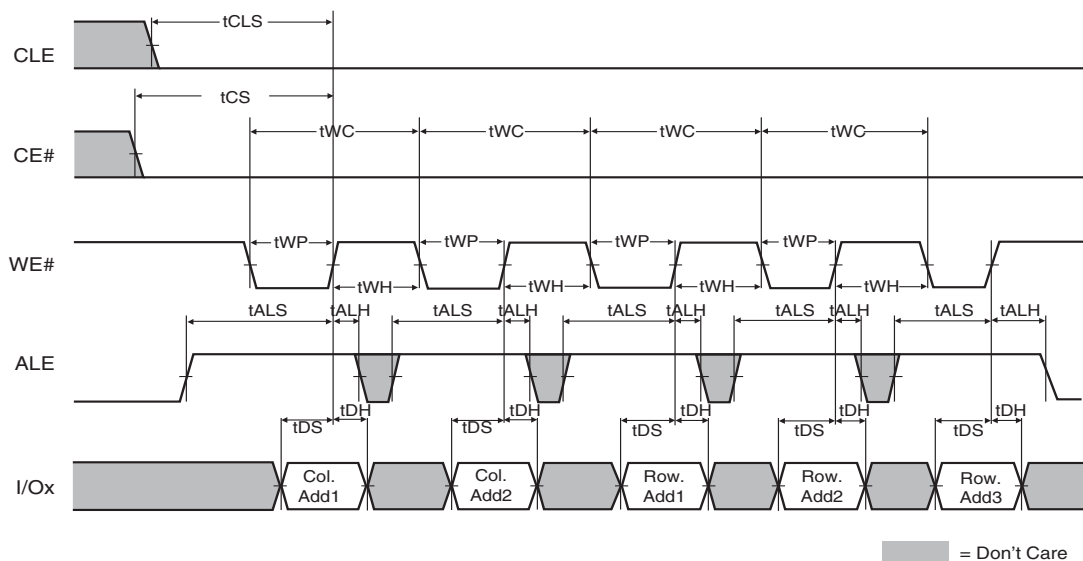 CLE
tCLS
tCS
CE#
tWC tWC tWC tWC
WE#
tWP tWP tWP tWP
tWH tWH tWH tWH
tALS tALH tALS tALH tALS tALH tALS tALH tALS tALH
ALE
tDS tDH tDS tDH tDS tDH tDS tDH tDS tDH
I/Ox
Col.
Add1
Col.
Add2
Row.
Add1
Row.
Add2
Row.
Add3
= Don't Care